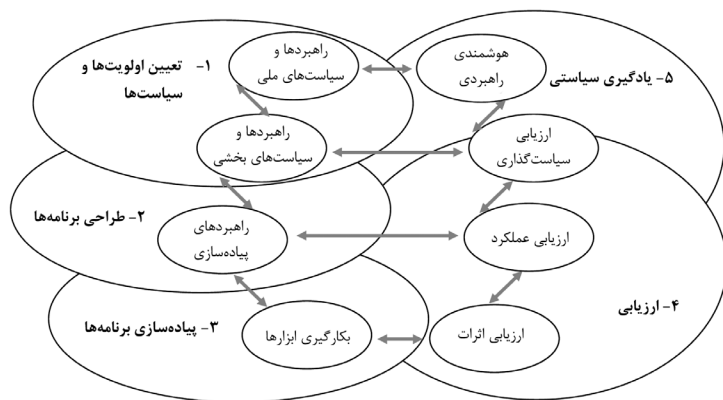 ۱- تعیین اولویت‌ها و
سیاست‌ها
راهبردها و
سیاست‌های ملی
هوشمندی
راهبردی
۵- یادگیری سیاستی
راهبردها و
سیاست‌های بخشی
ارزیابی
سیاست‌گذاری
۲- طراحی برنامه‌ها
راهبردهای
پیاده‌سازی
ارزیابی عملکرد
۴- ارزیابی
۳- پیاده‌سازی برنامه‌ها
بکارگیری ابزارها
ارزیابی اثرات